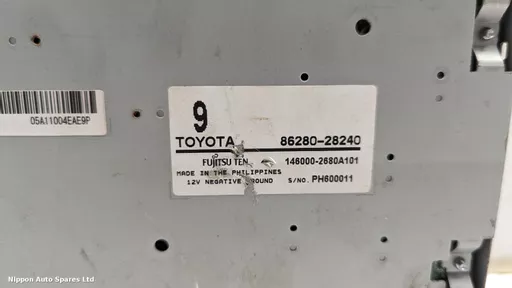 05A11004EAE9P
9
TOYOTA 86280-28240
FUJITSU TEN 146000-2680A101
MADE IN THE PHILIPPINES
12V NEGATIVE GROUND S/NO. PH600011
Nippon Auto Spares Ltd